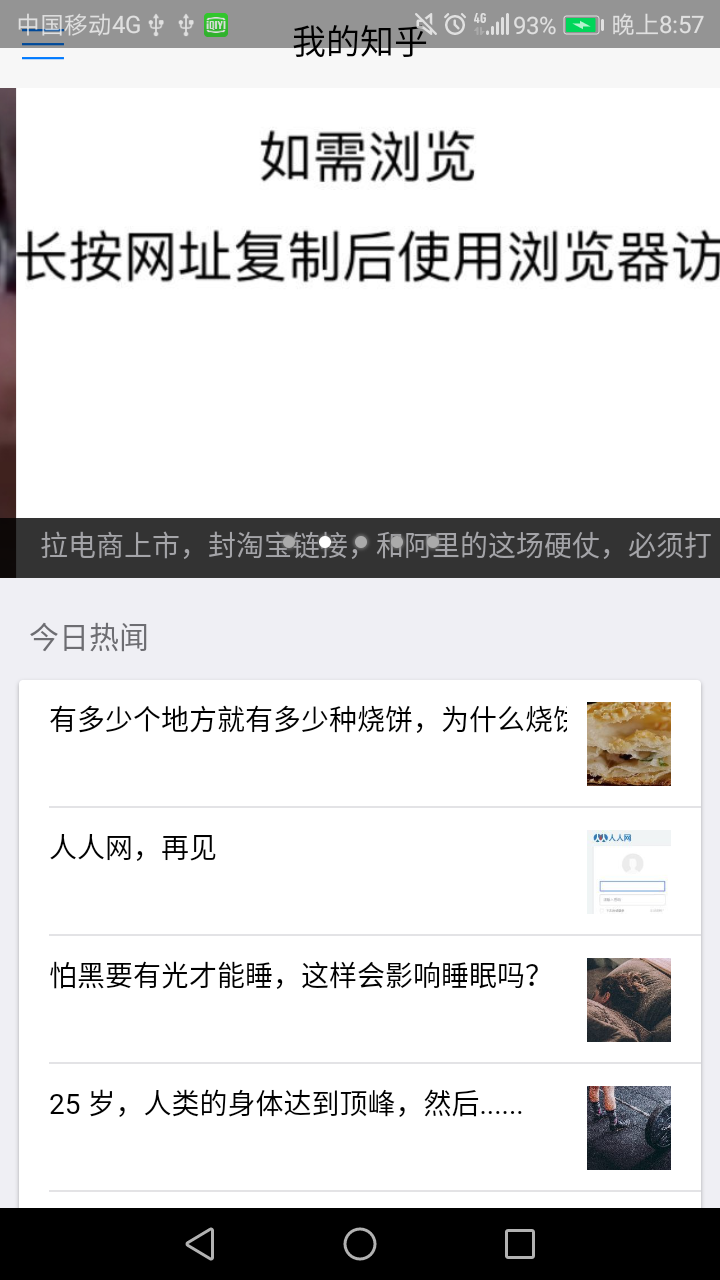 中国移动4G 4G 93% 晚上8:57
我的知乎
如需浏览
长按网址复制后使用浏览器访
拉电商上市，封淘宝链接，和阿里的这场硬仗，必须打
今日热闻
有多少个地方就有多少种烧饼，为什么烧饼
人人网，再见
人人网
怕黑要有光才能睡，这样会影响睡眠吗？
25 岁，人类的身体达到顶峰，然后......